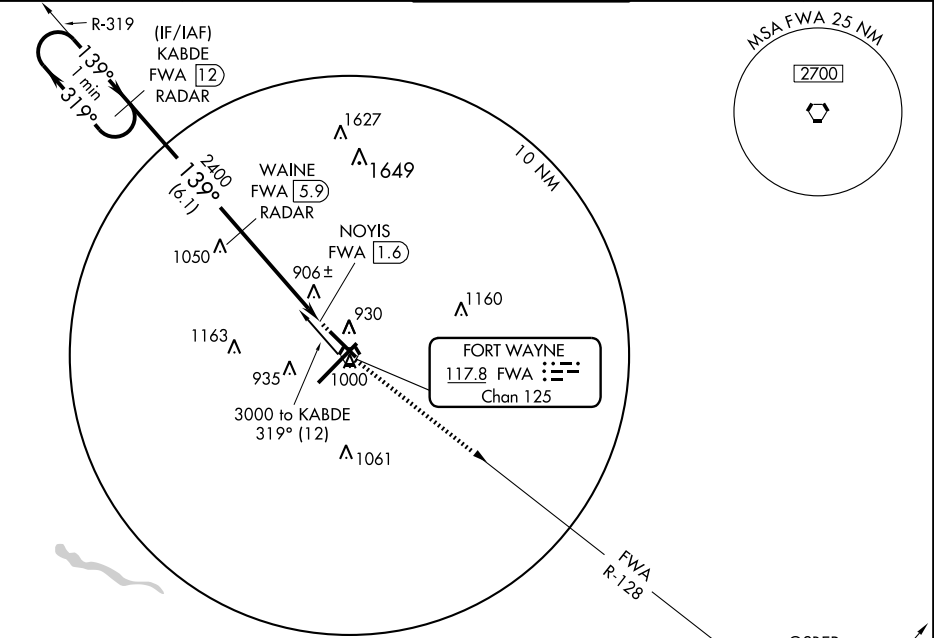 R-319
(IF/IAF)
KABDE
FWA 12
RADAR
139°
1 min
319°
MSA FWA 25 NM
2700
1627
1649
10 NM
2400
139°
(6.1)
WAINE
FWA 5.9
RADAR
1050
NOYIS
FWA 1.6
906 ±
930
1160
1163
935
1000
FORT WAYNE
117.8 FWA
Chan 125
3000 to KABDE
319° (12)
1061
FWA
R-128